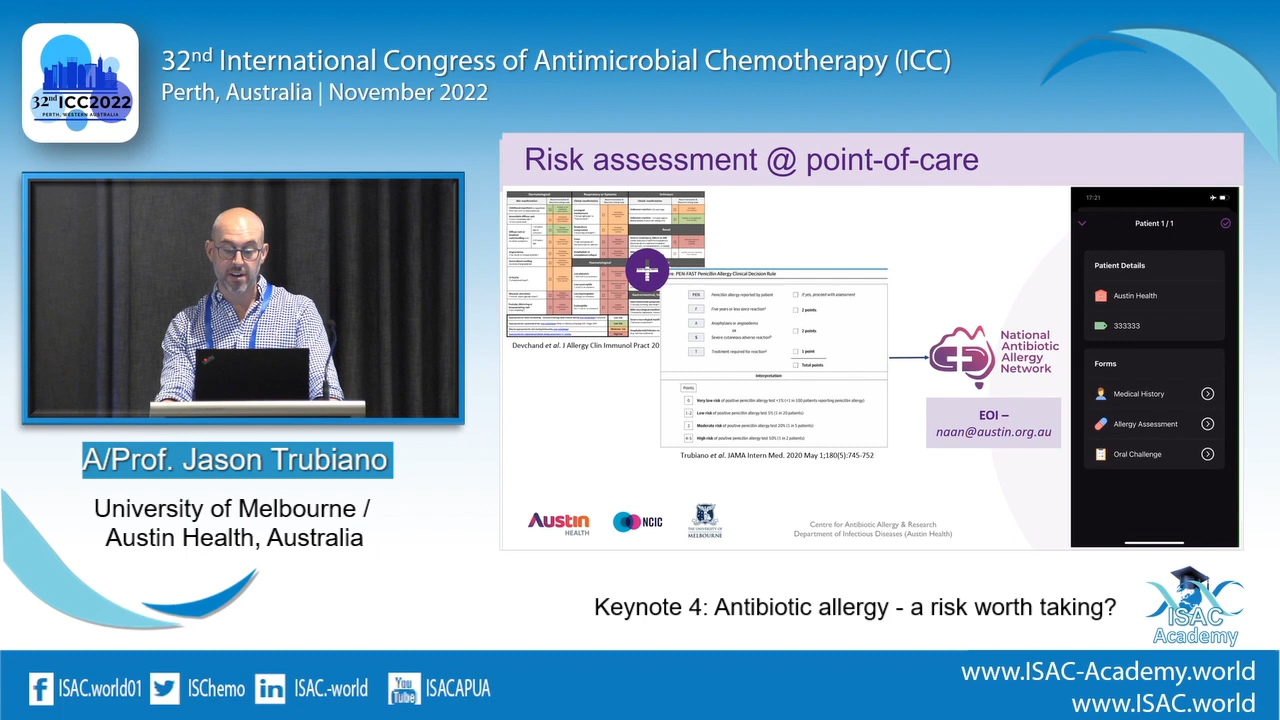 32nd International Congress of Antimicrobial Chemotherapy (ICC)
Perth, Australia | November 2022
32nd ICC2022
PERTH, WESTERN AUSTRALIA
Risk assessment @ point-of-care
Dermatological
Respiratory or Systemic
Unknown
Devchand et al. J Allergy Clin Immunol Pract 20
PEN FAST Penicillin Allergy Clinical Decision Rule
PEN Penicillin allergy reported by patient If yes, proceed with assessment
F Five years or less since reaction 2 points
A Anaphylaxis or angioedema
OR
S Severe cutaneous adverse reaction 2 points
T Treatment required for reaction 1 point
Total points
Interpretation
Points
0 Very low risk of positive penicillin allergy test <1% (<1 in 100 patients reporting penicillin allergy)
1-2 Low risk of positive penicillin allergy test 5% (1 in 20 patients)
3 Moderate risk of positive penicillin allergy test 20% (1 in 5 patients)
4-5 High risk of positive penicillin allergy test 50% (1 in 2 patients)
Trubiano et al. JAMA Intern Med. 2020 May 1;180(5):745-752
National
Antibiotic
Allergy
Network
EOI –
naan@austin.org.au
17:21
Patient 1 / 1
Patient Details
Austin Health
333333
Forms
Medical History
Allergy Assessment
Oral Challenge
Austin
HEALTH
NCIC
THE UNIVERSITY OF
MELBOURNE
Centre for Antibiotic Allergy & Research
Department of Infectious Diseases (Austin Health)
A/Prof. Jason Trubiano
University of Melbourne /
Austin Health, Australia
Keynote 4: Antibiotic allergy - a risk worth taking?
ISAC
Academy
ISAC.world01
ISChemo
ISAC.-world
You
Tube
ISACAPUA
www.ISAC-Academy.world
www.ISAC.world